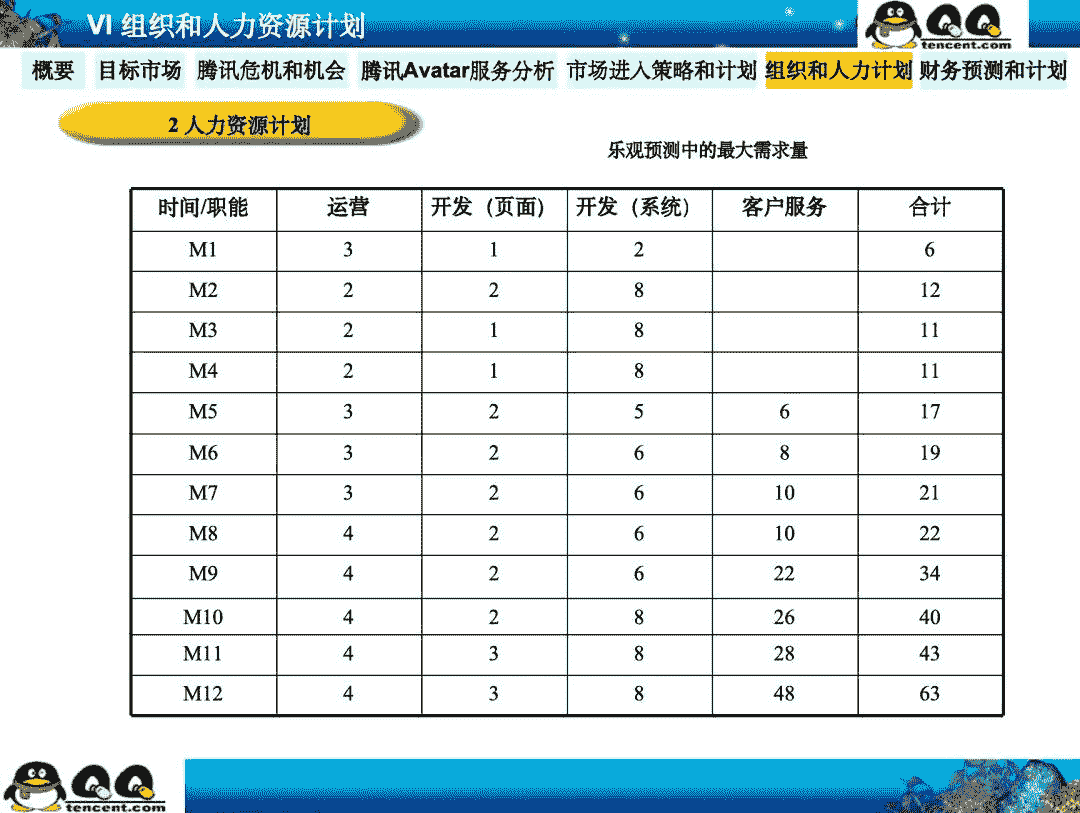 VI 组织和人力资源计划
QQ
tencent.com
概要 目标市场 腾讯危机和机会 腾讯Avatar服务分析 市场进入策略和计划 组织和人力计划 财务预测和计划
2 人力资源计划
乐观预测中的最大需求量
时间/职能 运营 开发（页面） 开发（系统） 客户服务 合计
M1 3 1 2 6
M2 2 2 8 12
M3 2 1 8 11
M4 2 1 8 11
M5 3 2 5 6 17
M6 3 2 6 8 19
M7 3 2 6 10 21
M8 4 2 6 10 22
M9 4 2 6 22 34
M10 4 2 8 26 40
M11 4 3 8 28 43
M12 4 3 8 48 63
QQ
tencent.com